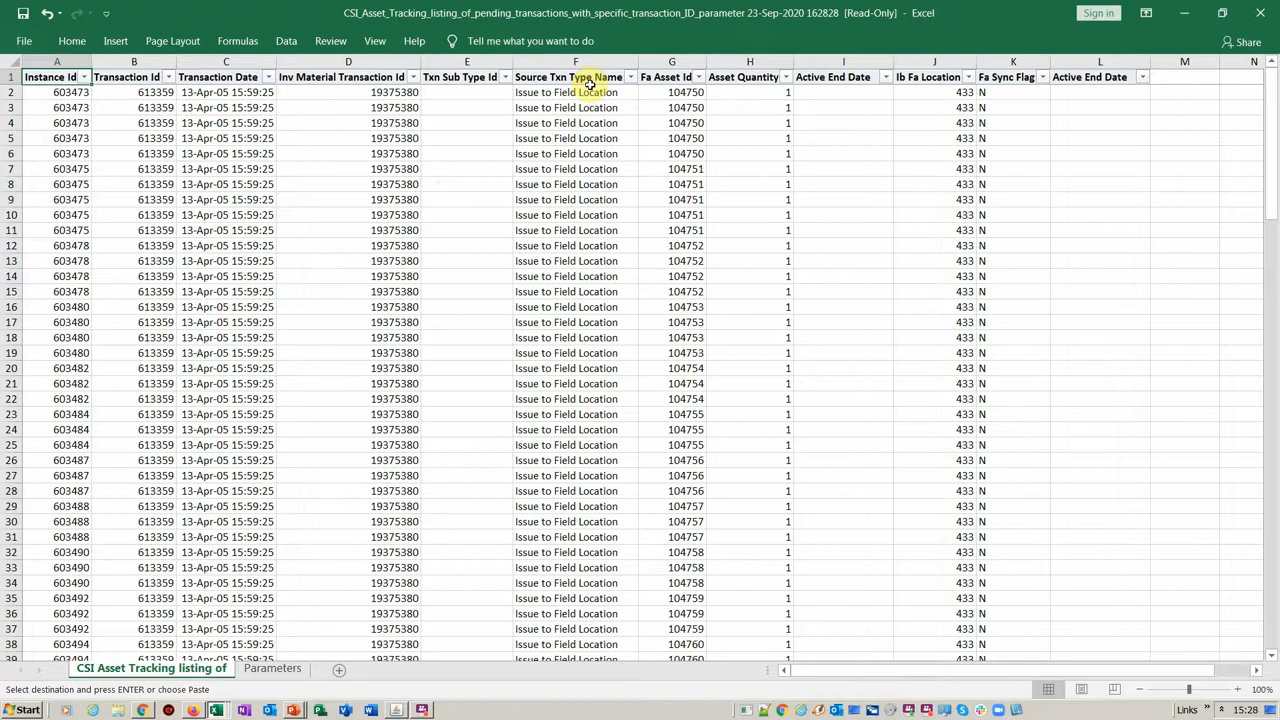 CSI_Asset_Tracking_listing_of_pending_transactions_with_specific_transaction_ID_parameter 23-Sep-2020 162828 [Read-Only] - Excel
Sign in
File Home Insert Page Layout Formulas Data Review View Help Tell me what you want to do
Share
A B C D E F G H I J K L M N
1 Instance Id Transaction Id Transaction Date Inv Material Transaction Id Txn Sub Type Id Source Txn Type Name Fa Asset Id Asset Quantity Active End Date Ib Fa Location Fa Sync Flag Active End Date
2 603473 613359 13-Apr-05 15:59:25 19375380 Issue to Field Location 104750 1 433 N
3 603473 613359 13-Apr-05 15:59:25 19375380 Issue to Field Location 104750 1 433 N
4 603473 613359 13-Apr-05 15:59:25 19375380 Issue to Field Location 104750 1 433 N
5 603473 613359 13-Apr-05 15:59:25 19375380 Issue to Field Location 104750 1 433 N
6 603473 613359 13-Apr-05 15:59:25 19375380 Issue to Field Location 104750 1 433 N
7 603475 613359 13-Apr-05 15:59:25 19375380 Issue to Field Location 104751 1 433 N
8 603475 613359 13-Apr-05 15:59:25 19375380 Issue to Field Location 104751 1 433 N
9 603475 613359 13-Apr-05 15:59:25 19375380 Issue to Field Location 104751 1 433 N
10 603475 613359 13-Apr-05 15:59:25 19375380 Issue to Field Location 104751 1 433 N
11 603475 613359 13-Apr-05 15:59:25 19375380 Issue to Field Location 104751 1 433 N
12 603478 613359 13-Apr-05 15:59:25 19375380 Issue to Field Location 104752 1 433 N
13 603478 613359 13-Apr-05 15:59:25 19375380 Issue to Field Location 104752 1 433 N
14 603478 613359 13-Apr-05 15:59:25 19375380 Issue to Field Location 104752 1 433 N
15 603478 613359 13-Apr-05 15:59:25 19375380 Issue to Field Location 104752 1 433 N
16 603480 613359 13-Apr-05 15:59:25 19375380 Issue to Field Location 104753 1 433 N
17 603480 613359 13-Apr-05 15:59:25 19375380 Issue to Field Location 104753 1 433 N
18 603480 613359 13-Apr-05 15:59:25 19375380 Issue to Field Location 104753 1 433 N
19 603480 613359 13-Apr-05 15:59:25 19375380 Issue to Field Location 104753 1 433 N
20 603482 613359 13-Apr-05 15:59:25 19375380 Issue to Field Location 104754 1 433 N
21 603482 613359 13-Apr-05 15:59:25 19375380 Issue to Field Location 104754 1 433 N
22 603482 613359 13-Apr-05 15:59:25 19375380 Issue to Field Location 104754 1 433 N
23 603484 613359 13-Apr-05 15:59:25 19375380 Issue to Field Location 104755 1 433 N
24 603484 613359 13-Apr-05 15:59:25 19375380 Issue to Field Location 104755 1 433 N
25 603484 613359 13-Apr-05 15:59:25 19375380 Issue to Field Location 104755 1 433 N
26 603487 613359 13-Apr-05 15:59:25 19375380 Issue to Field Location 104756 1 433 N
27 603487 613359 13-Apr-05 15:59:25 19375380 Issue to Field Location 104756 1 433 N
28 603487 613359 13-Apr-05 15:59:25 19375380 Issue to Field Location 104756 1 433 N
29 603488 613359 13-Apr-05 15:59:25 19375380 Issue to Field Location 104757 1 433 N
30 603488 613359 13-Apr-05 15:59:25 19375380 Issue to Field Location 104757 1 433 N
31 603488 613359 13-Apr-05 15:59:25 19375380 Issue to Field Location 104757 1 433 N
32 603490 613359 13-Apr-05 15:59:25 19375380 Issue to Field Location 104758 1 433 N
33 603490 613359 13-Apr-05 15:59:25 19375380 Issue to Field Location 104758 1 433 N
34 603490 613359 13-Apr-05 15:59:25 19375380 Issue to Field Location 104758 1 433 N
35 603492 613359 13-Apr-05 15:59:25 19375380 Issue to Field Location 104759 1 433 N
36 603492 613359 13-Apr-05 15:59:25 19375380 Issue to Field Location 104759 1 433 N
37 603492 613359 13-Apr-05 15:59:25 19375380 Issue to Field Location 104759 1 433 N
38 603494 613359 13-Apr-05 15:59:25 19375380 Issue to Field Location 104760 1 433 N
39 603494 613359 13-Apr-05 15:59:25 19375380 Issue to Field Location 104760 1 433 N
CSI Asset Tracking listing of Parameters
Select destination and press ENTER or choose Paste
100%
Start
Links
15:28